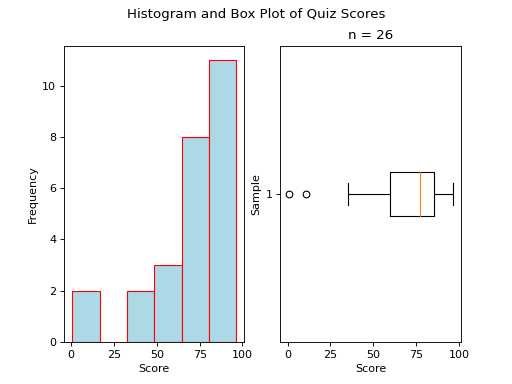 Histogram and Box Plot of Quiz Scores
n = 26
10
8
6
4
2
0
Frequency
0 25 50 75 100
Score
Sample
1
0 25 50 75 100
Score